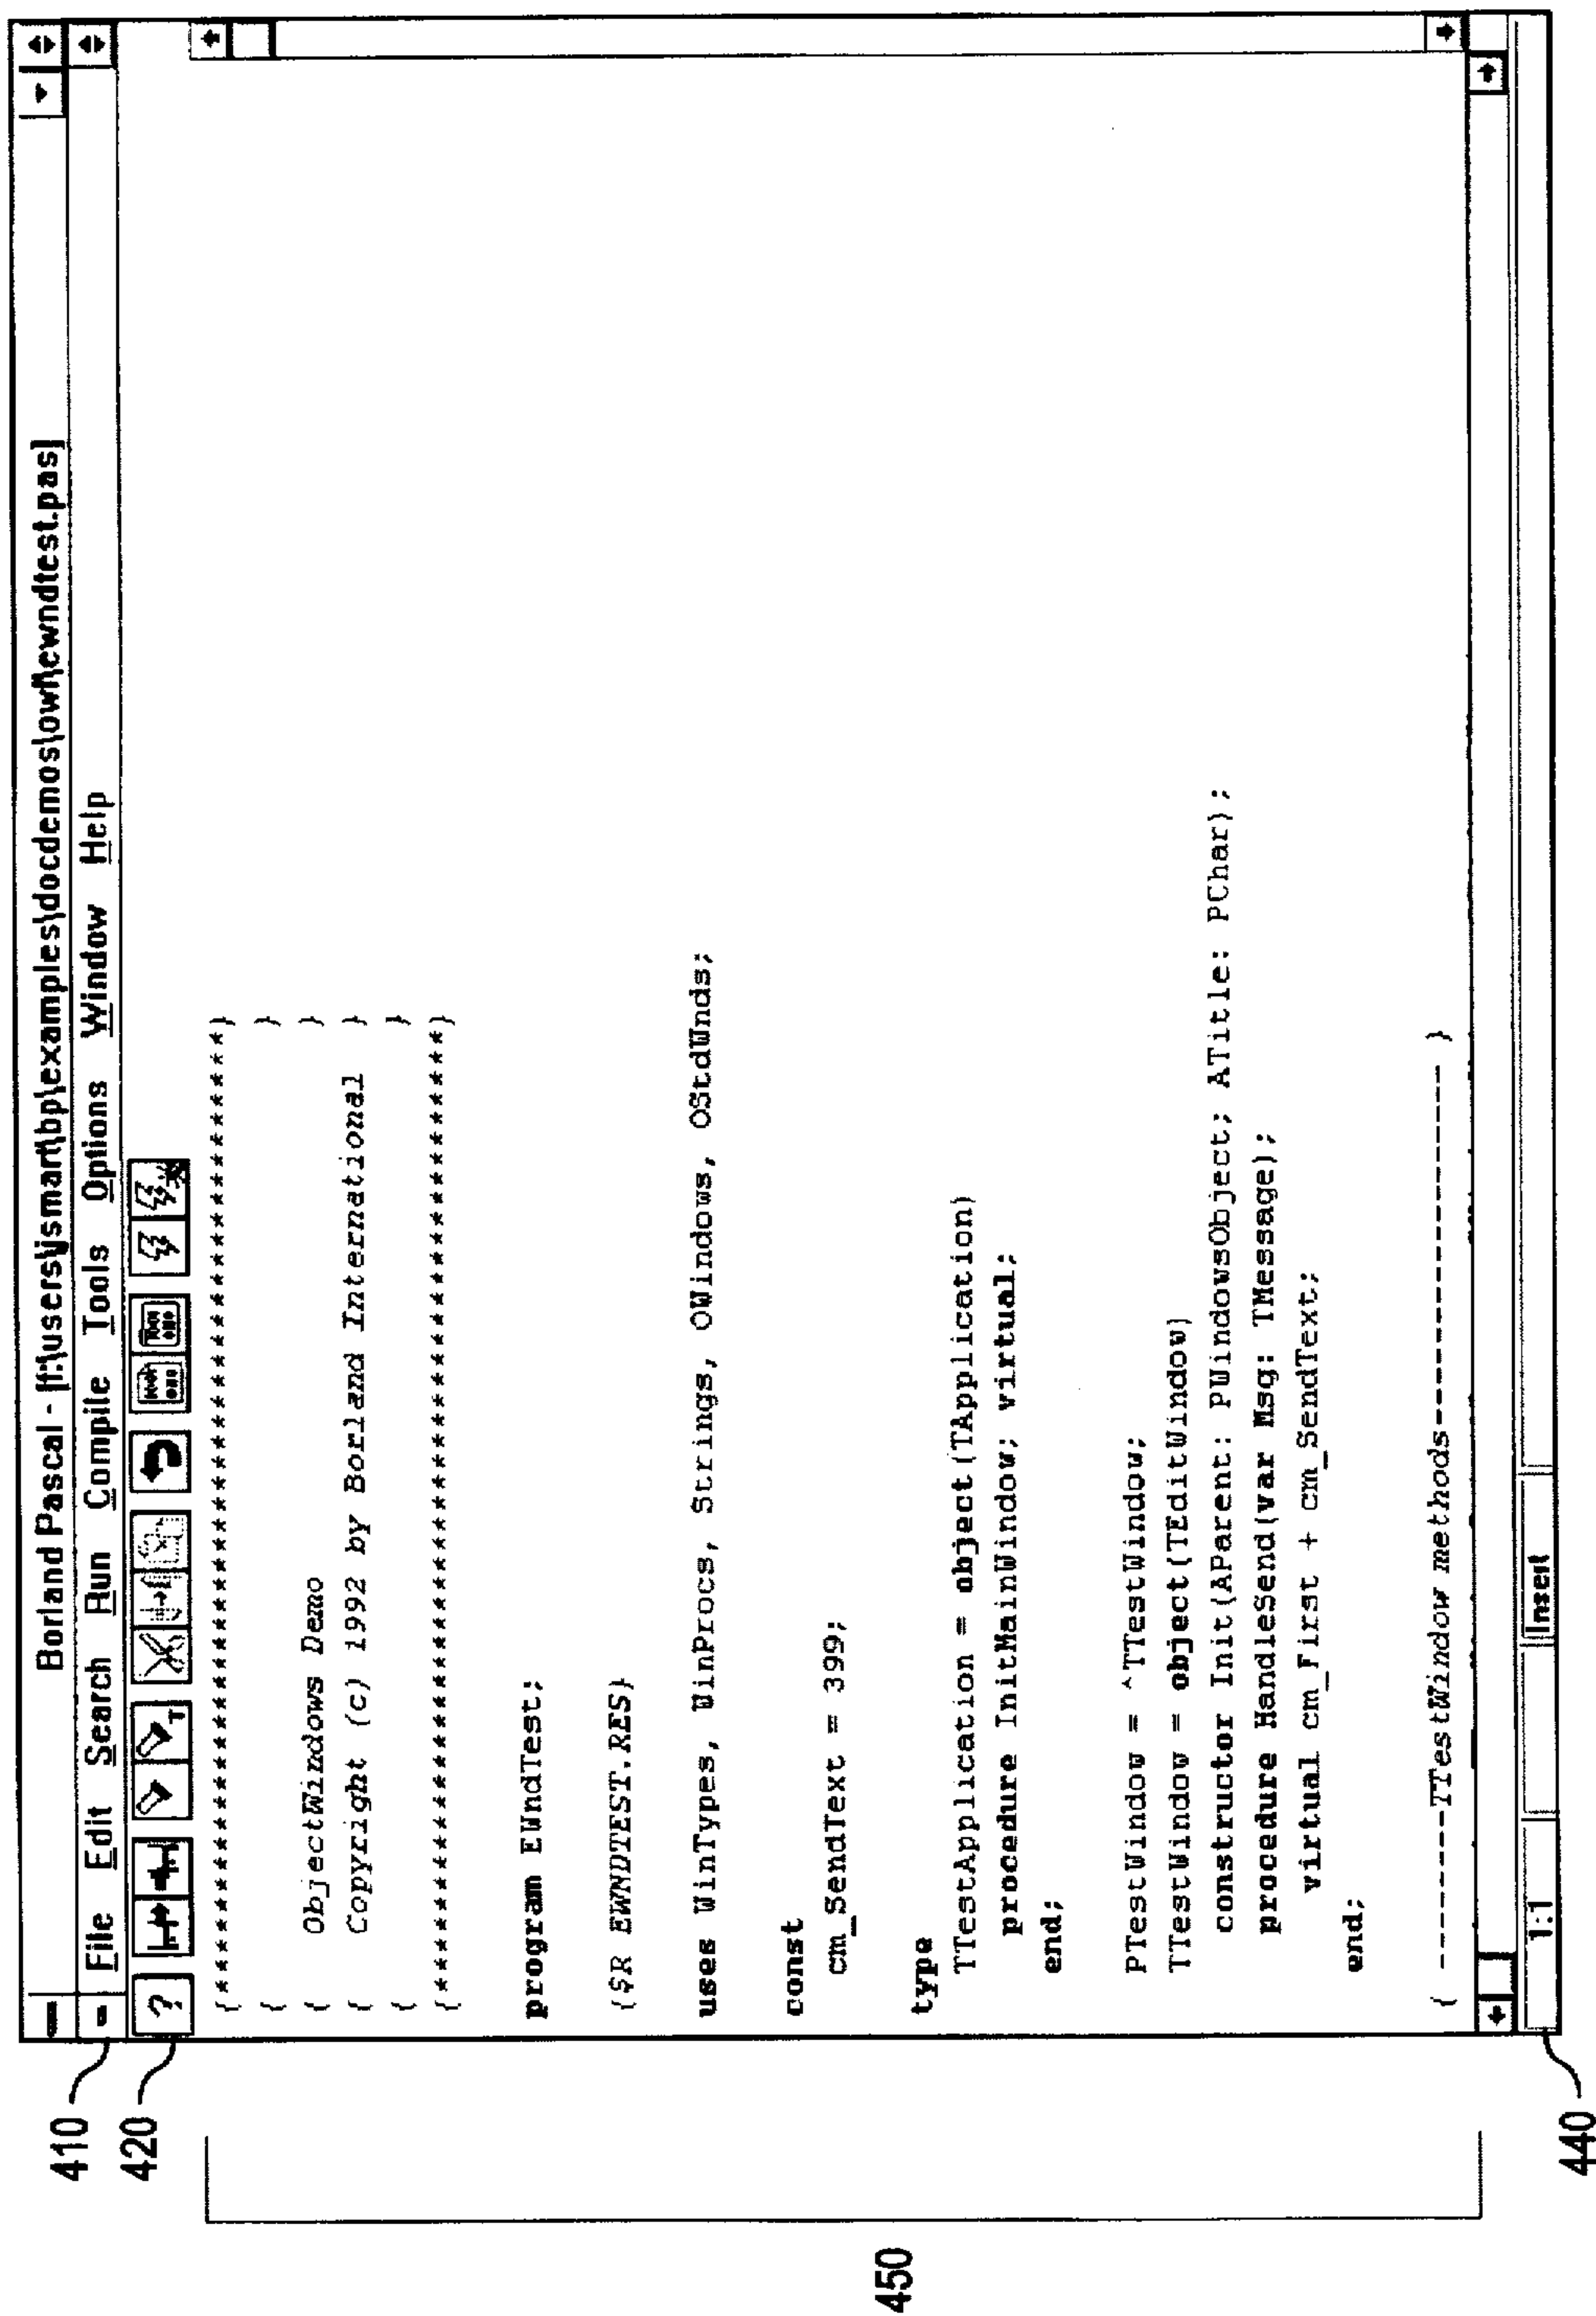 Borland Pascal - [f:\users\jsmart\bp\examples\docdemos\owl\ewndtest.pas]
File Edit Search Run Compile Tools Options Window Help
410
?
T
420
{*************************************************}
{ }
{ ObjectWindows Demo }
{ Copyright (c) 1992 by Borland International }
{ }
{*************************************************}
program EWndTest;
{$R EWNDTEST.RES}
uses WinTypes, WinProcs, Strings, OWindows, OStdWnds;
const
cm_SendText = 399;
type
TTestApplication = object(TApplication)
procedure InitMainWindow; virtual;
end;
PTestWindow = ^TTestWindow;
TTestWindow = object(TEditWindow)
constructor Init(AParent: PWindowsObject; ATitle: PChar);
procedure HandleSend(var Msg: TMessage);
virtual cm_First + cm_SendText;
end;
{ --------TTestWindow methods------------------------ }
450
1:1 Insert
440